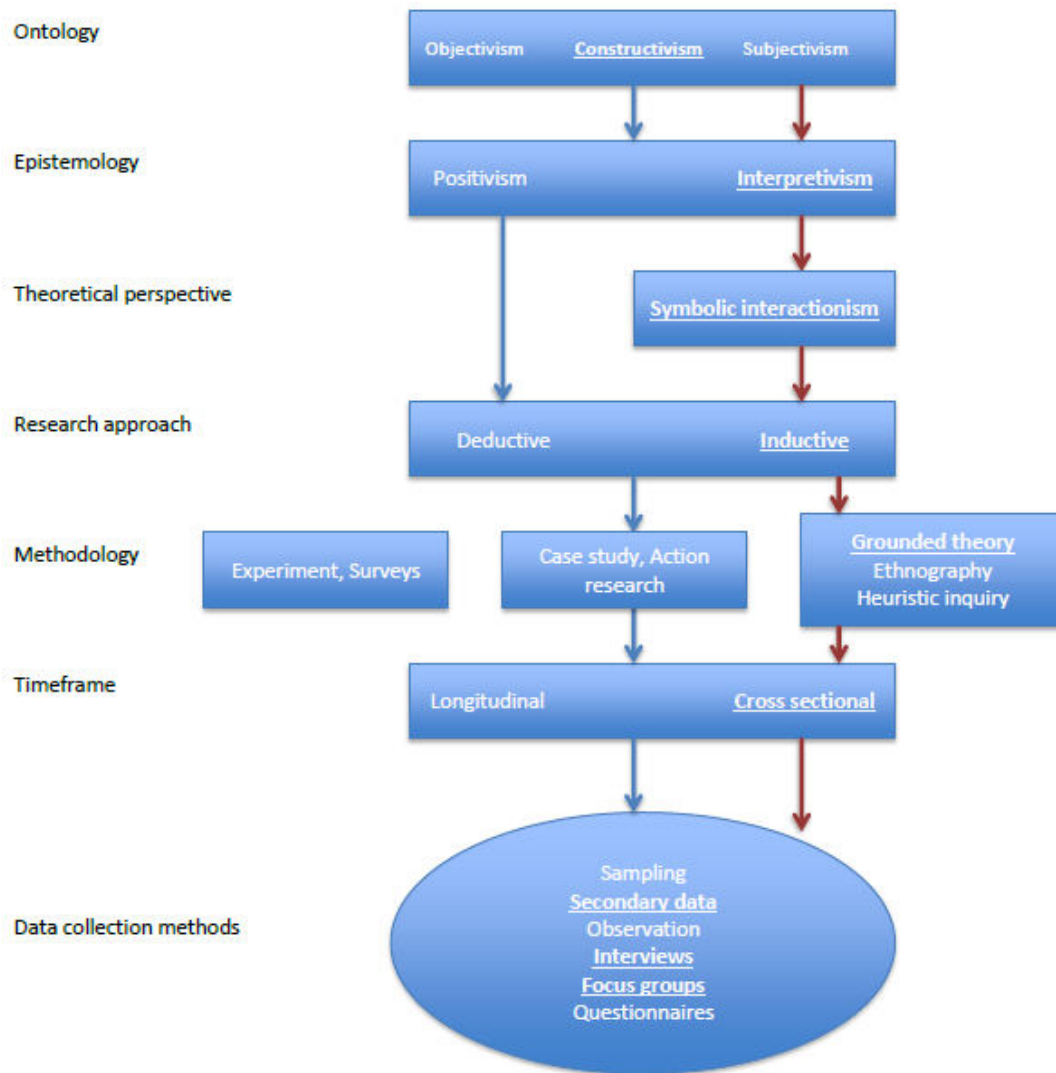 Ontology
Objectivism Constructivism Subjectivism
Epistemology
Positivism Interpretivism
Theoretical perspective
Symbolic interactionism
Research approach
Deductive Inductive
Methodology
Experiment, Surveys
Case study, Action
research
Grounded theory
Ethnography
Heuristic inquiry
Timeframe
Longitudinal Cross sectional
Data collection methods
Sampling
Secondary data
Observation
Interviews
Focus groups
Questionnaires